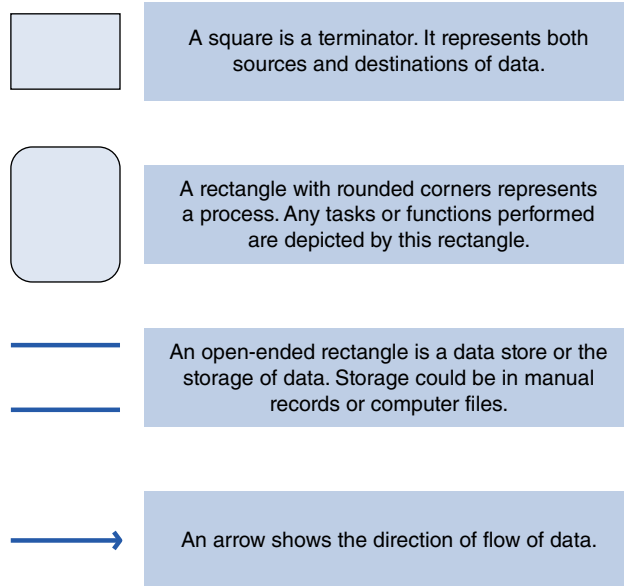 A square is a terminator. It represents both
sources and destinations of data.
A rectangle with rounded corners represents
a process. Any tasks or functions performed
are depicted by this rectangle.
An open-ended rectangle is a data store or the
storage of data. Storage could be in manual
records or computer files.
An arrow shows the direction of flow of data.